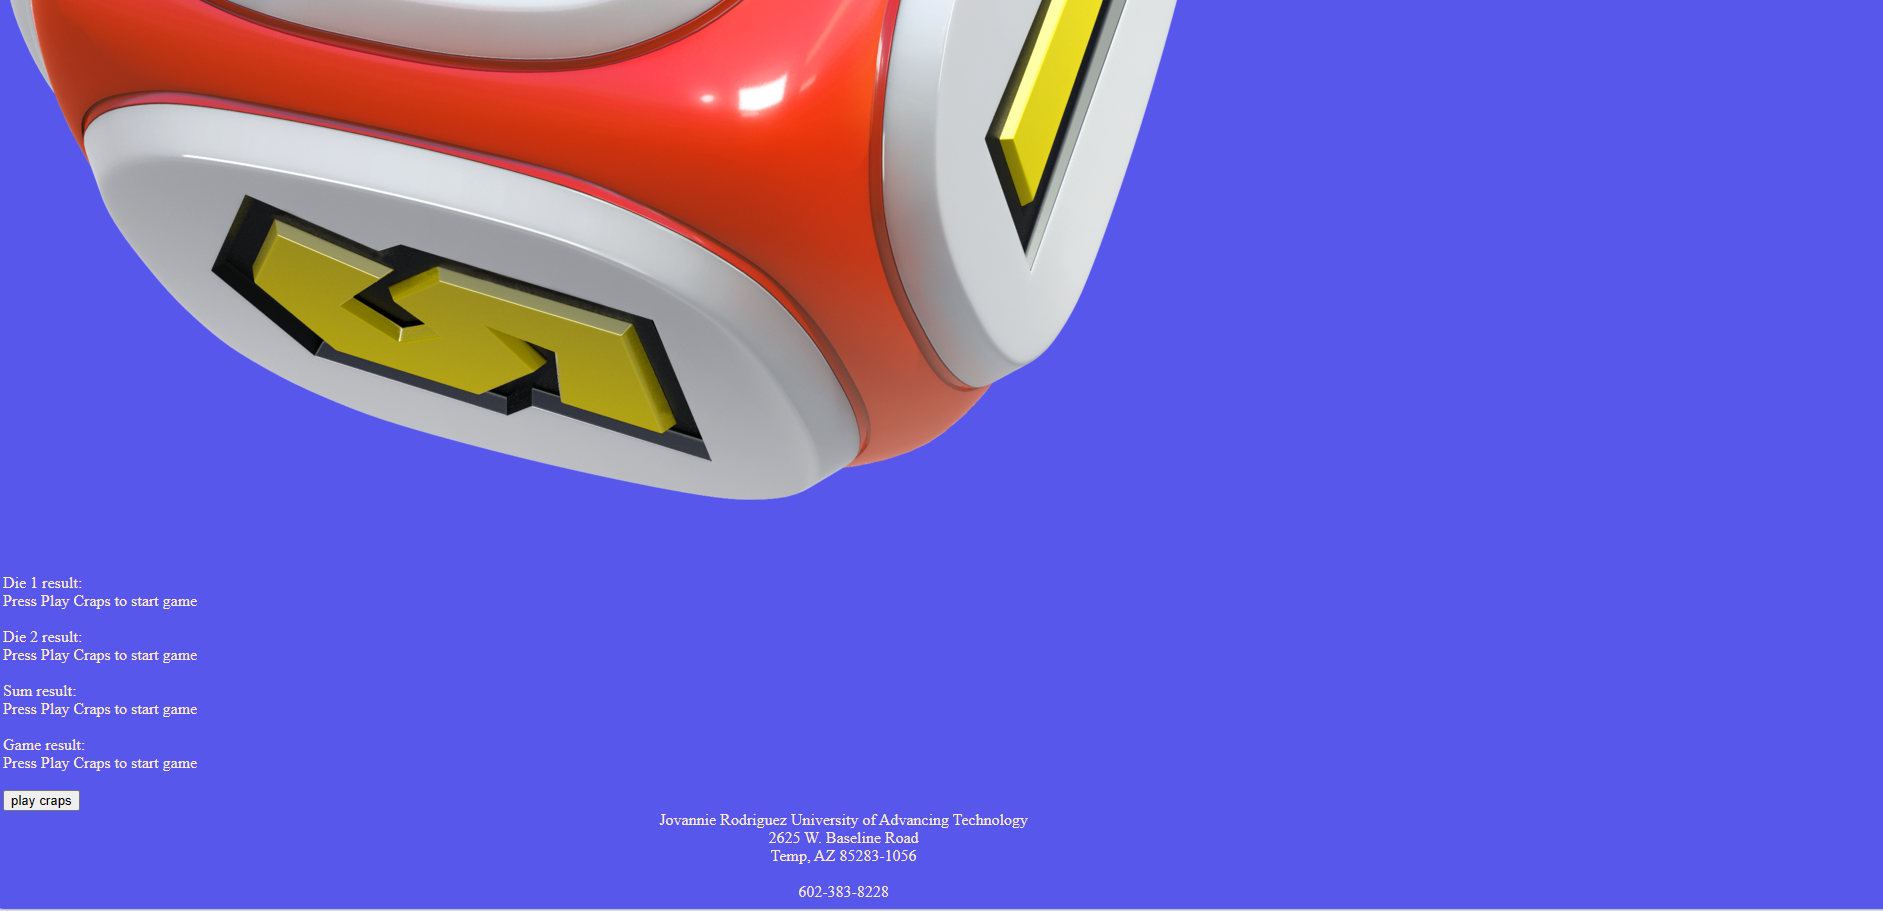 5
Die 1 result:
Press Play Craps to start game
Die 2 result:
Press Play Craps to start game
Sum result:
Press Play Craps to start game
Game result:
Press Play Craps to start game
play craps
Jovannie Rodriguez University of Advancing Technology
2625 W. Baseline Road
Temp, AZ 85283-1056
602-383-8228